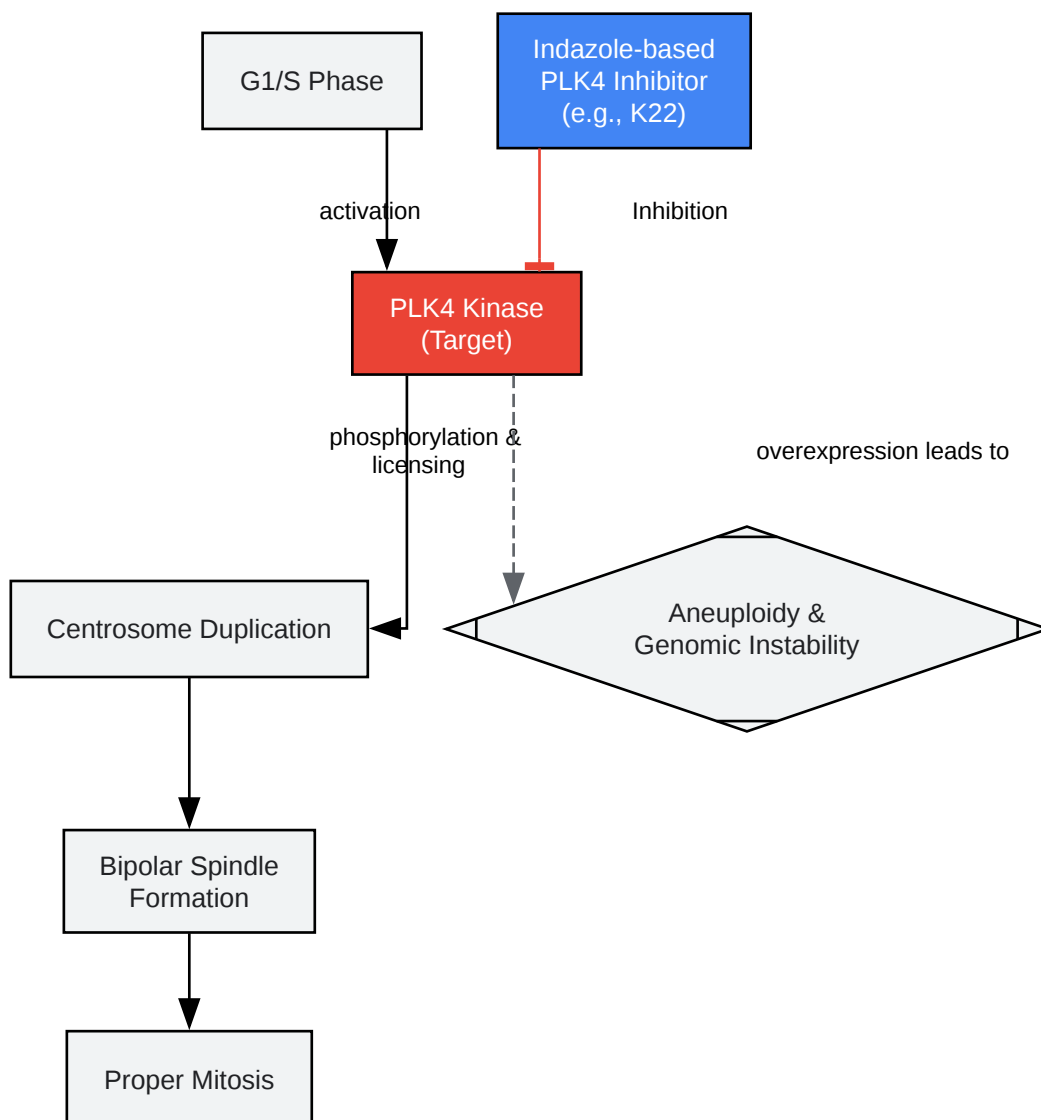 G1/S Phase
Indazole-based
PLK4 Inhibitor
(e.g., K22)
activation
Inhibition
PLK4 Kinase
(Target)
phosphorylation &
licensing
overexpression leads to
Centrosome Duplication
Aneuploidy &
Genomic Instability
Bipolar Spindle
Formation
Proper Mitosis